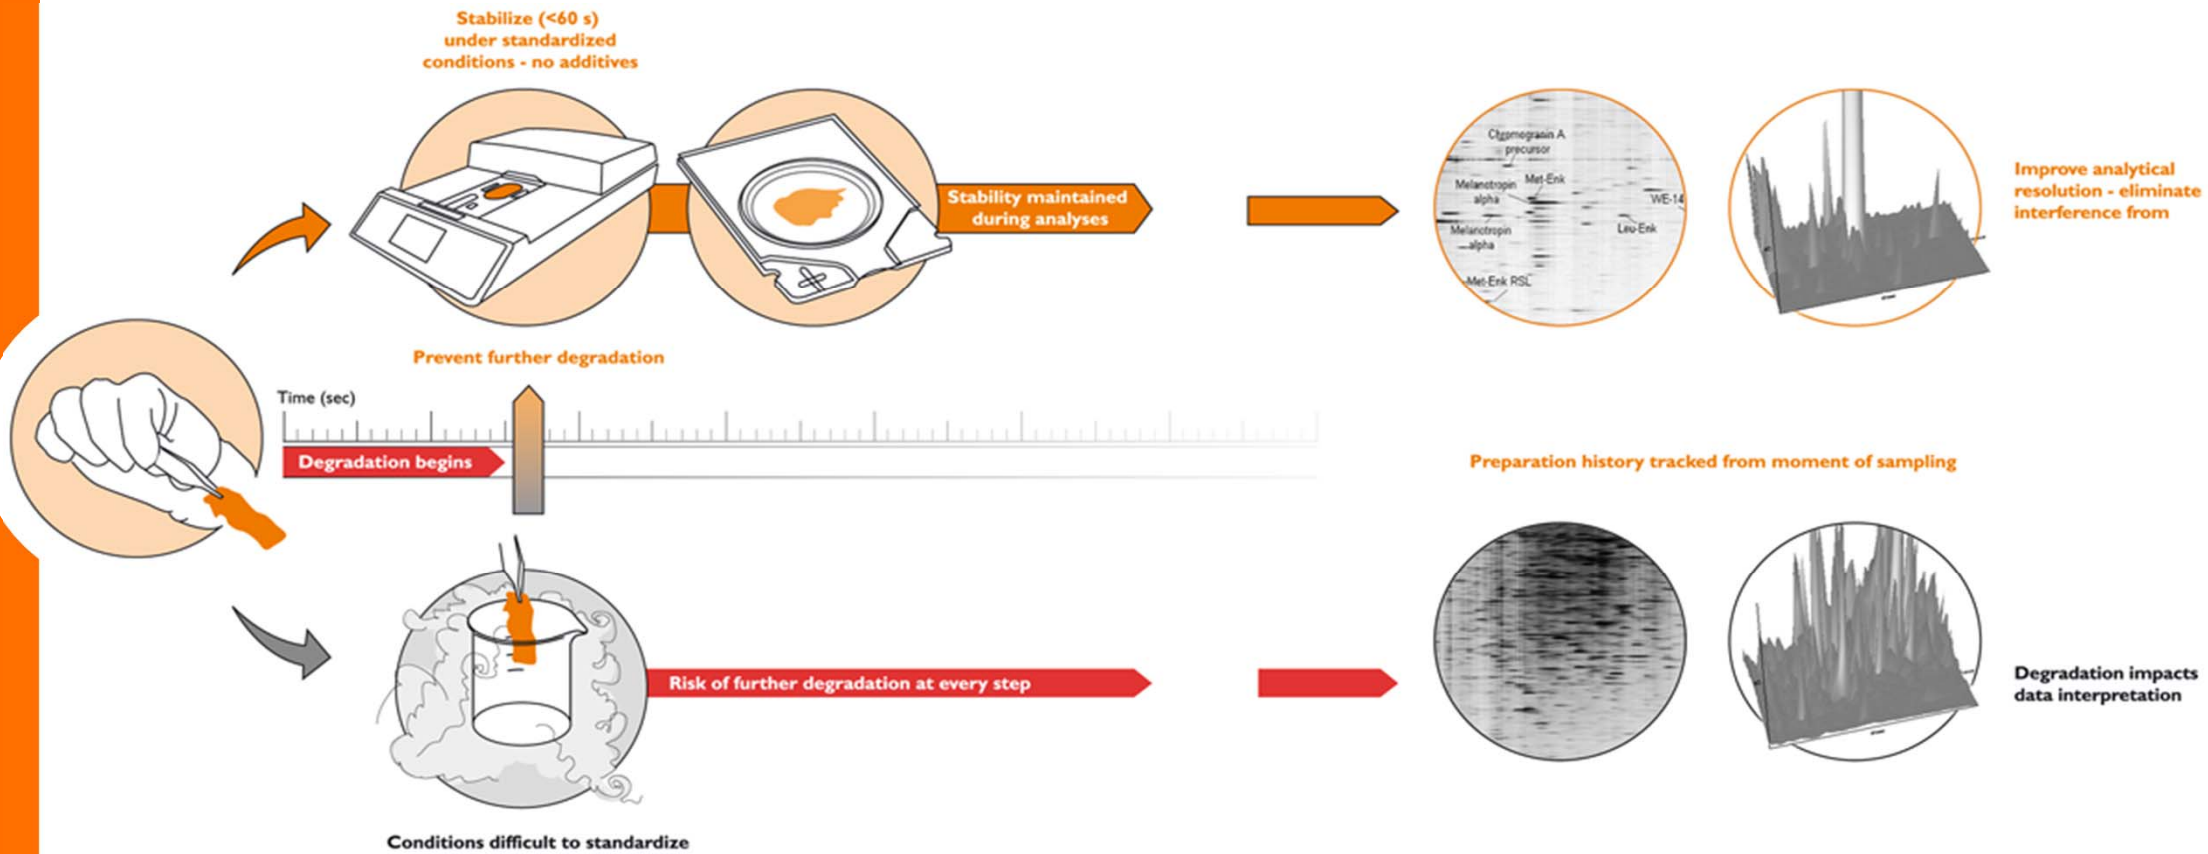 Stabilize (<60 s)
under standardized
conditions - no additives
Stability maintained
during analyses
Chromogranin A
precursor
Melanotropin
alpha
Met-Enk
WE-14
Melanotropin
alpha
Leu-Enk
Met-Enk RSL
Improve analytical
resolution - eliminate
interference from
Prevent further degradation
Time (sec)
Degradation begins
Preparation history tracked from moment of sampling
Risk of further degradation at every step
Degradation impacts
data interpretation
Conditions difficult to standardize